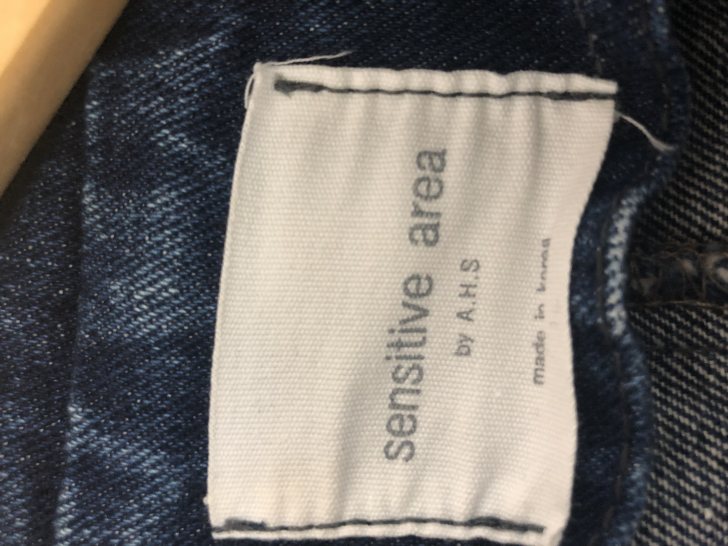 sensitive area
by A.H.S
made in korea